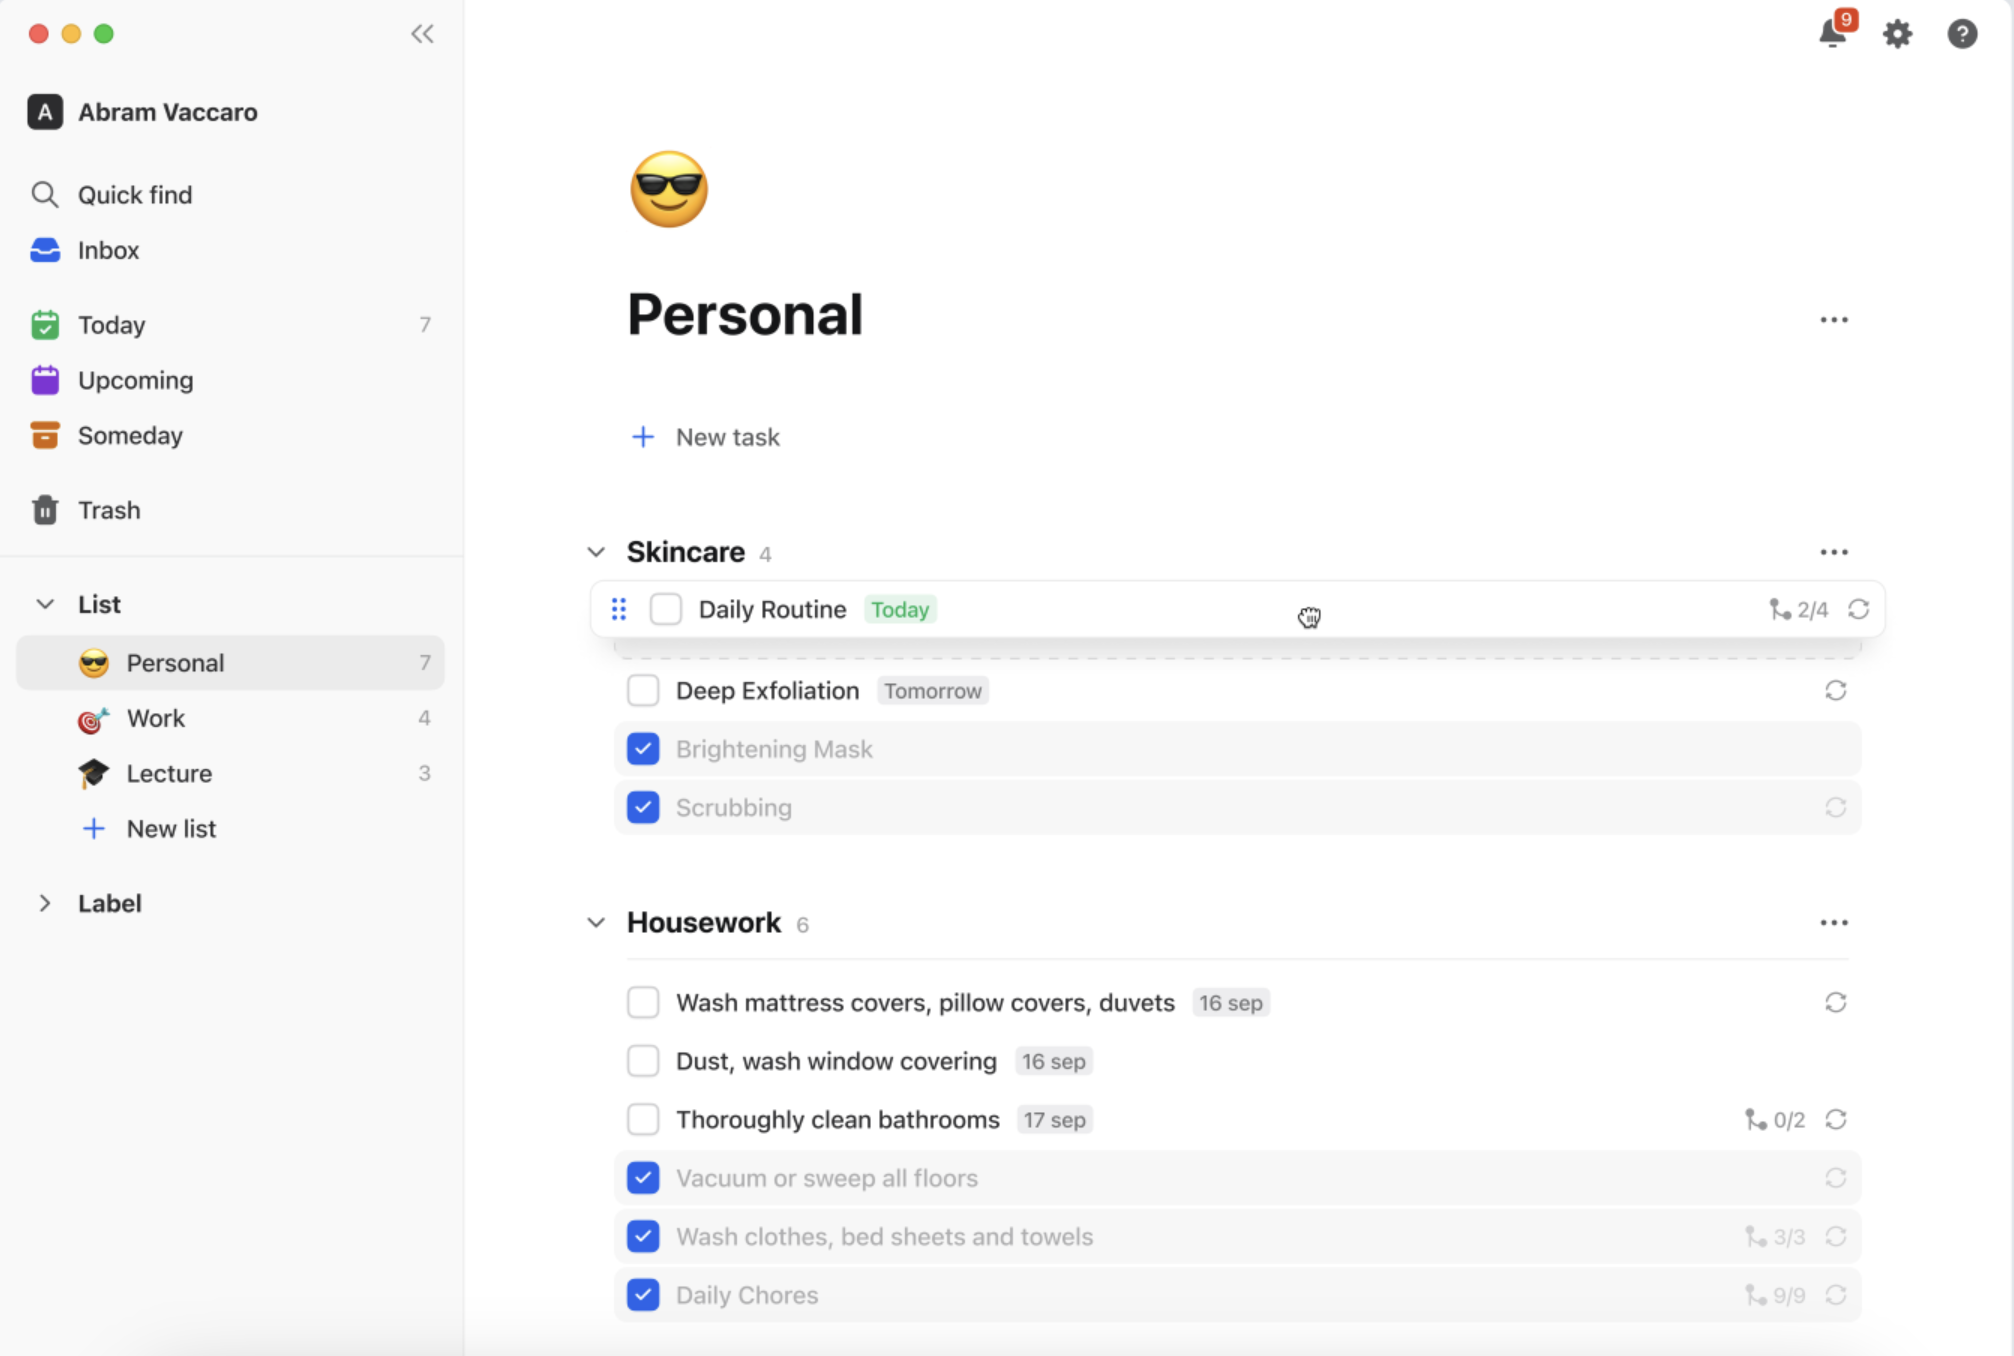 A Abram Vaccaro
Quick find
Inbox
Today 7
Upcoming
Someday
Trash
List
Personal 7
Work 4
Lecture 3
New list
Label
9
?
Personal
New task
Skincare 4
Daily Routine Today 2/4
Deep Exfoliation Tomorrow
Brightening Mask
Scrubbing
Housework 6
Wash mattress covers, pillow covers, duvets 16 sep
Dust, wash window covering 16 sep
Thoroughly clean bathrooms 17 sep 0/2
Vacuum or sweep all floors
Wash clothes, bed sheets and towels 3/3
Daily Chores 9/9